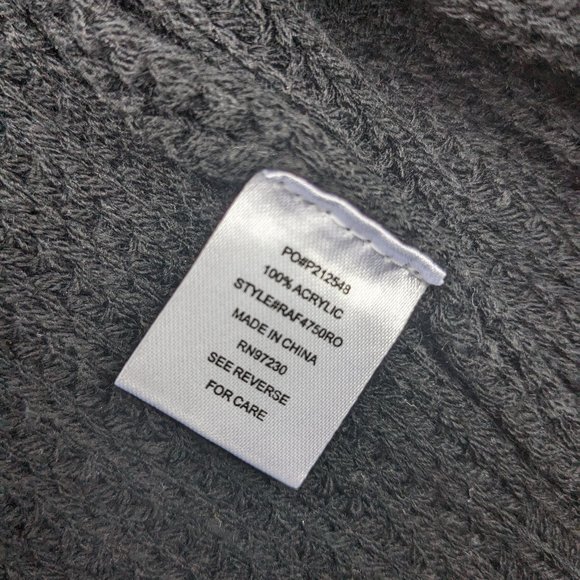 PO#P212548
100% ACRYLIC
STYLE#RAF4750RO
MADE IN CHINA
RN97230
SEE REVERSE
FOR CARE